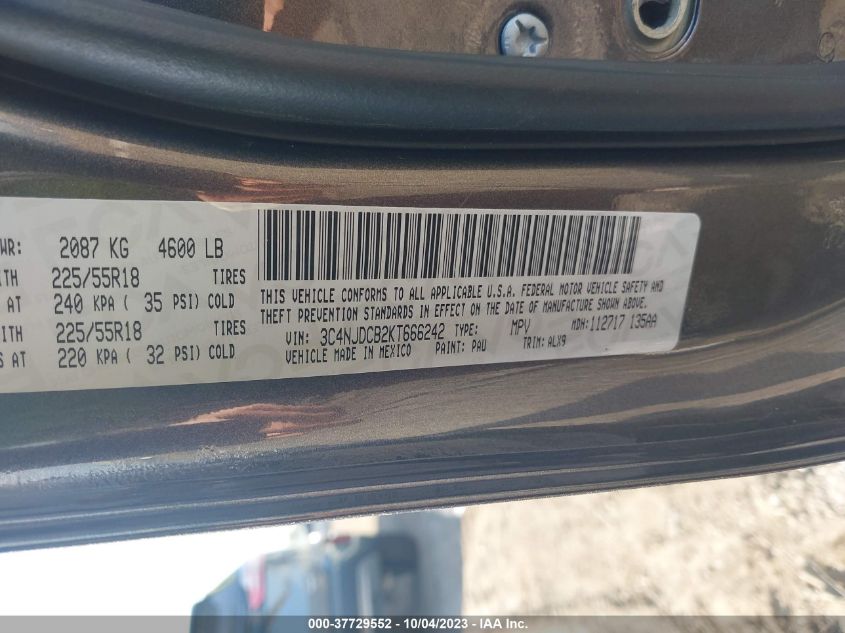 WR: 2087 KG 4600 LB
ITH 225/55R18 TIRES
AT 240 KPA ( 35 PSI) COLD
ITH 225/55R18 TIRES
S AT 220 KPA ( 32 PSI) COLD
THIS VEHICLE CONFORMS TO ALL APPLICABLE U.S.A. FEDERAL MOTOR VEHICLE SAFETY AND
THEFT PREVENTION STANDARDS IN EFFECT ON THE DATE OF MANUFACTURE SHOWN ABOVE.
VIN: 3C4NJDCB2KT666242 TYPE: MPV MDH: 112717 135AA
VEHICLE MADE IN MEXICO PAINT: PAU TRIM: ALX9
000-37729552 - 10/04/2023 - IAA Inc.